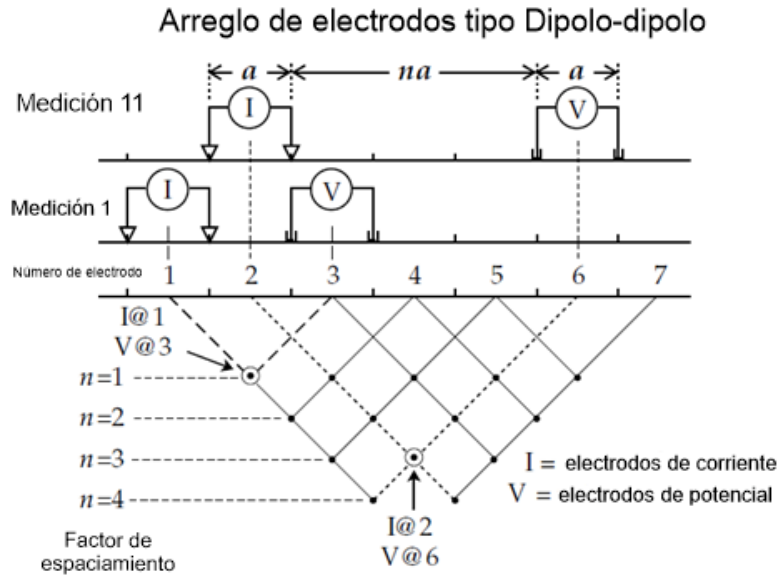 Arreglo de electrodos tipo Dipolo-dipolo
a na a
Medición 11
I V
Medición 1
I V
Número de electrodo 1 2 3 4 5 6 7
I@1
V@3
n=1
n=2
n=3
n=4
I = electrodos de corriente
V = electrodos de potencial
I@2
V@6
Factor de
espaciamiento